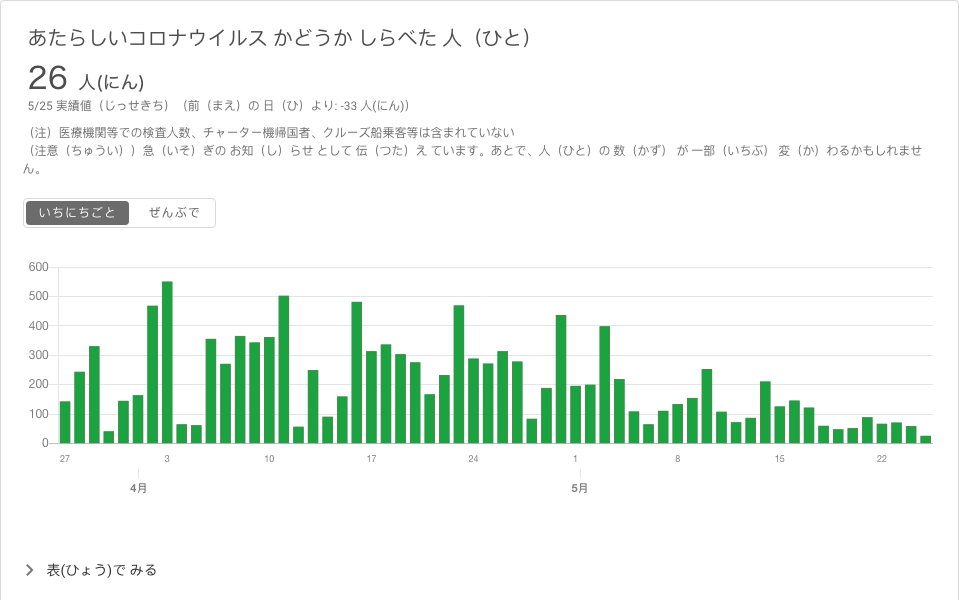 あたらしいコロナウイルス かどうか しらべた 人（ひと）
26 人(にん)
5/25 実績値（じっせきち）（前（まえ）の 日（ひ）より: -33 人(にん)）
（注）医療機関等での検査人数、チャーター機帰国者、クルーズ船乗客等は含まれていない
（注意（ちゅうい））急（いそ）ぎの お知（し）らせ として 伝（つた）え ています。あとで、人（ひと）の 数（かず） が 一部（いちぶ） 変（か）わるかもしれませ
ん。
いちにちごと ぜんぶで
600
500
400
300
200
100
0
27 3 10 17 24 1 8 15 22
4月 5月
表(ひょう)で みる